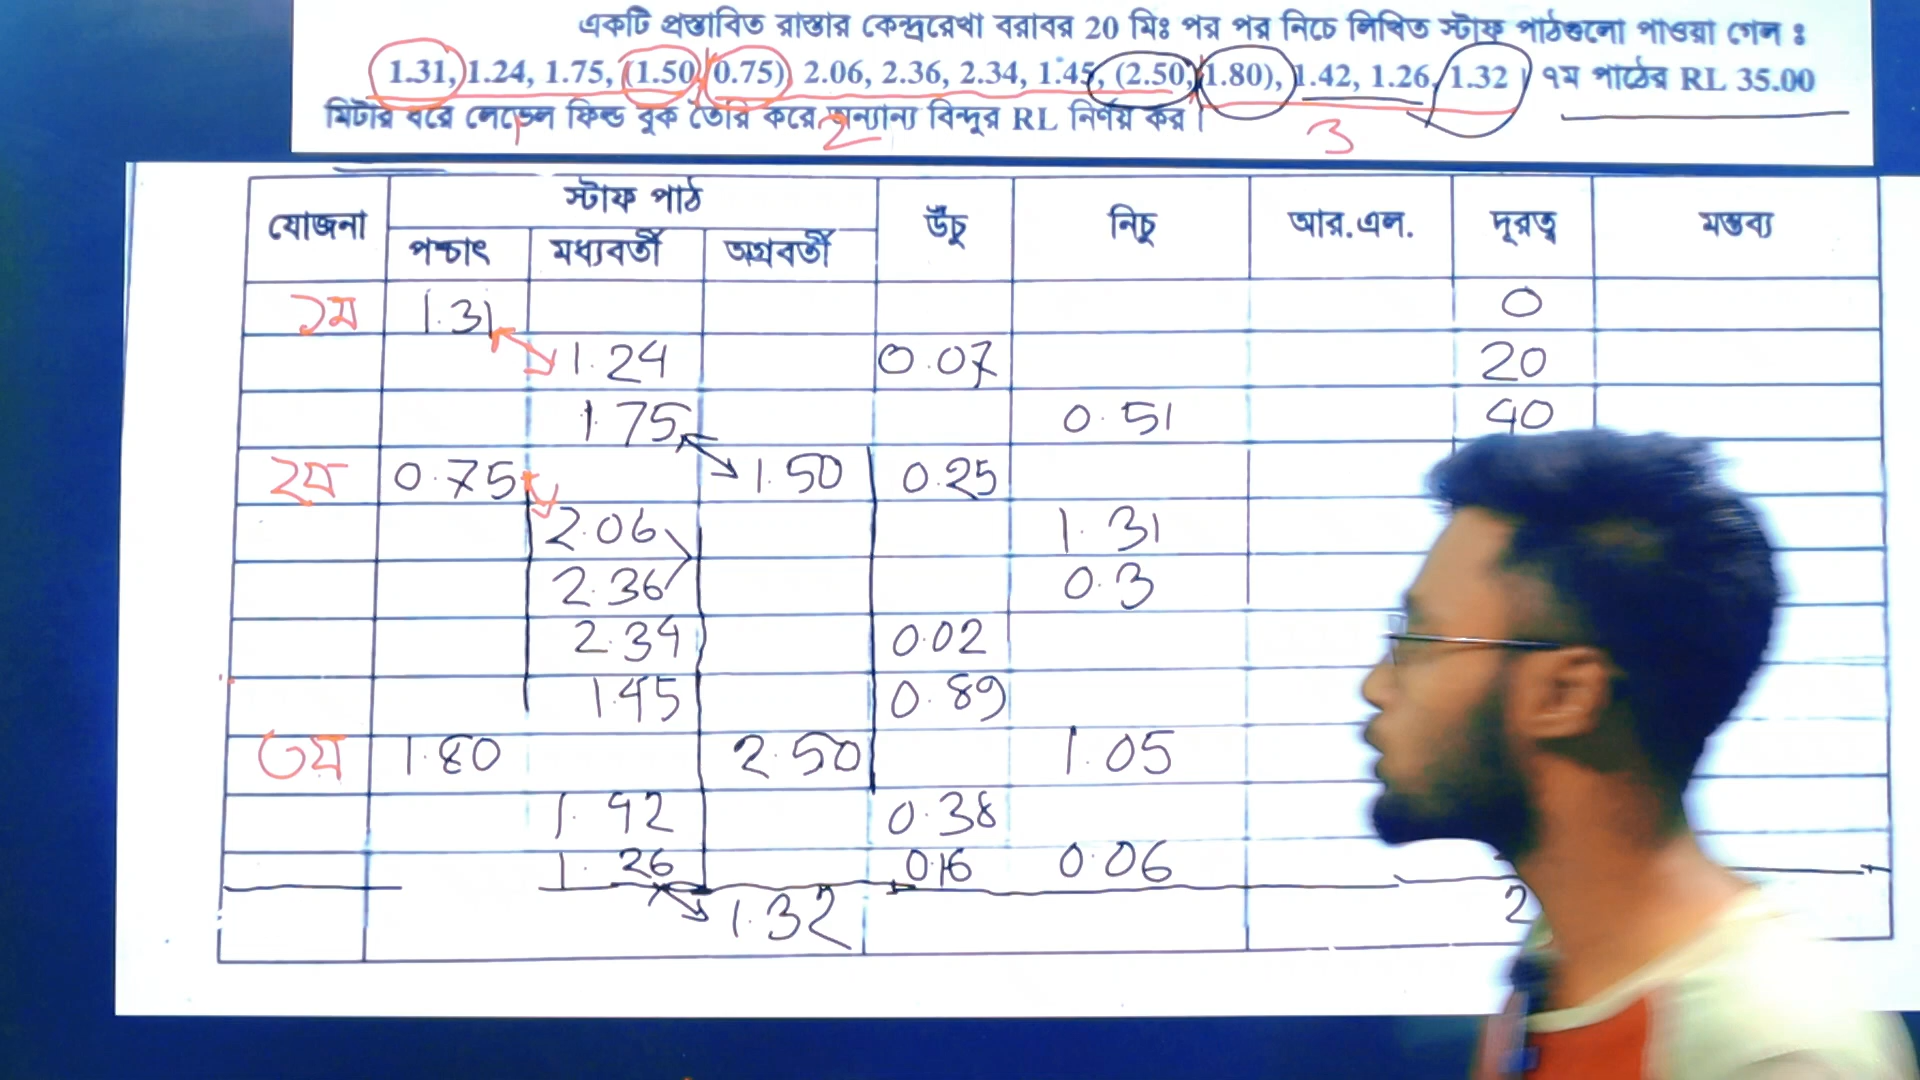 একটি প্রস্তাবিত রাস্তার কেন্দ্ররেখা বরাবর 20 মিঃ পর পর নিচে লিখিত স্টাফ পাঠগুলো পাওয়া গেল ঃ
1.31, 1.24, 1.75, (1.50, 0.75), 2.06, 2.36, 2.34, 1.45, (2.50, 1.80), 1.42, 1.26, 1.32 । ৭ম পাঠের RL 35.00
মিটার ধরে লেভেল ফিল্ড বুক তৈরি করে অন্যান্য বিন্দুর RL নির্ণয় কর।
1 2 3
যোজনা স্টাফ পাঠ উঁচু নিচু আর.এল. দূরত্ব মন্তব্য
পশ্চাৎ মধ্যবর্তী অগ্রবর্তী
১ম 1.31 0
1.24 0.07 20
1.75 0.51 40
২য় 0.75 1.50 0.25
2.06 1.31
2.36 0.3
2.34 0.02
1.45 0.89
৩য় 1.80 2.50 1.05
1.42 0.38
1.26 0.16 0.06
1.32 2